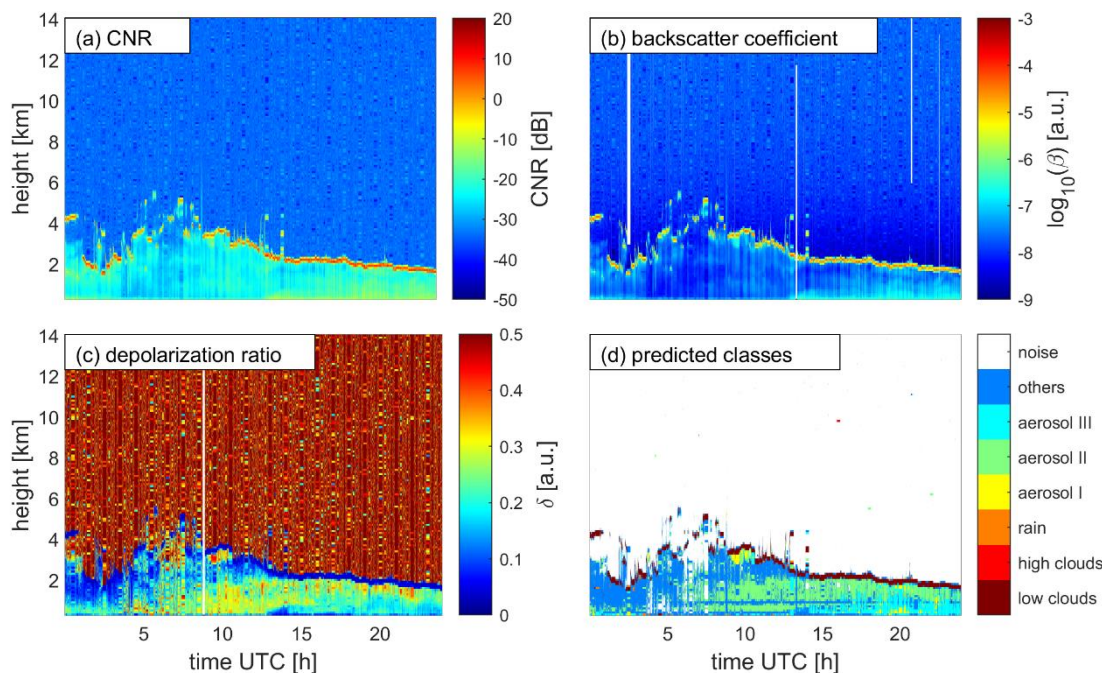 (a) CNR
14
12
10
8
6
4
2
height [km]
20
10
0
-10
-20
-30
-40
-50
CNR [dB]
(b) backscatter coefficient
-3
-4
-5
-6
-7
-8
-9
log10(β) [a.u.]
(c) depolarization ratio
14
12
10
8
6
4
2
height [km]
5 10 15 20
time UTC [h]
0.5
0.4
0.3
0.2
0.1
0
δ [a.u.]
(d) predicted classes
5 10 15 20
time UTC [h]
noise
others
aerosol III
aerosol II
aerosol I
rain
high clouds
low clouds